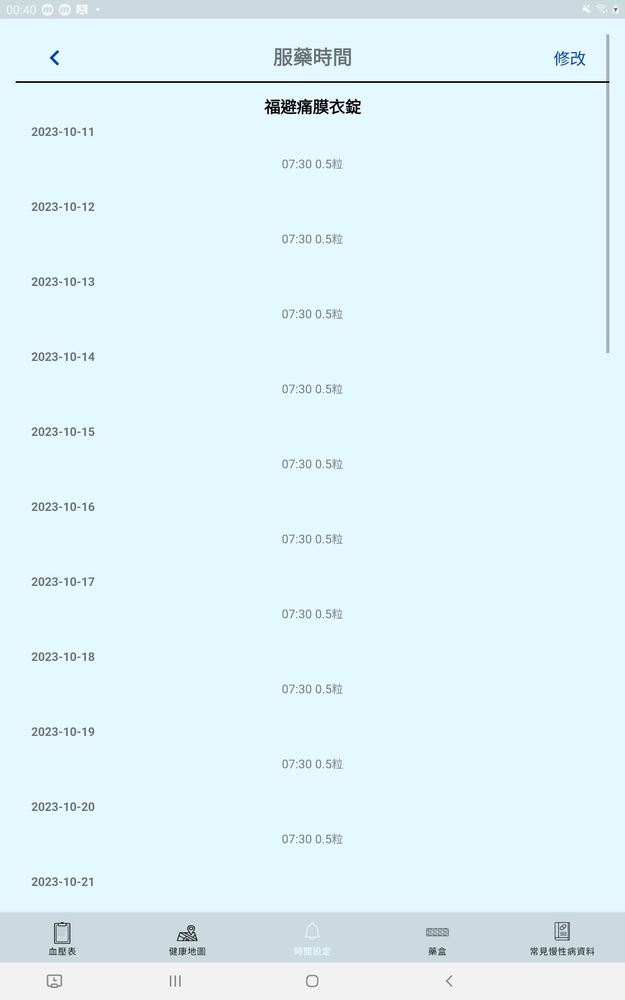 00:40
服藥時間
修改
福避痛膜衣錠
2023-10-11
07:30 0.5粒
2023-10-12
07:30 0.5粒
2023-10-13
07:30 0.5粒
2023-10-14
07:30 0.5粒
2023-10-15
07:30 0.5粒
2023-10-16
07:30 0.5粒
2023-10-17
07:30 0.5粒
2023-10-18
07:30 0.5粒
2023-10-19
07:30 0.5粒
2023-10-20
07:30 0.5粒
2023-10-21
血壓表
健康地圖
時間設定
藥盒
常見慢性病資料